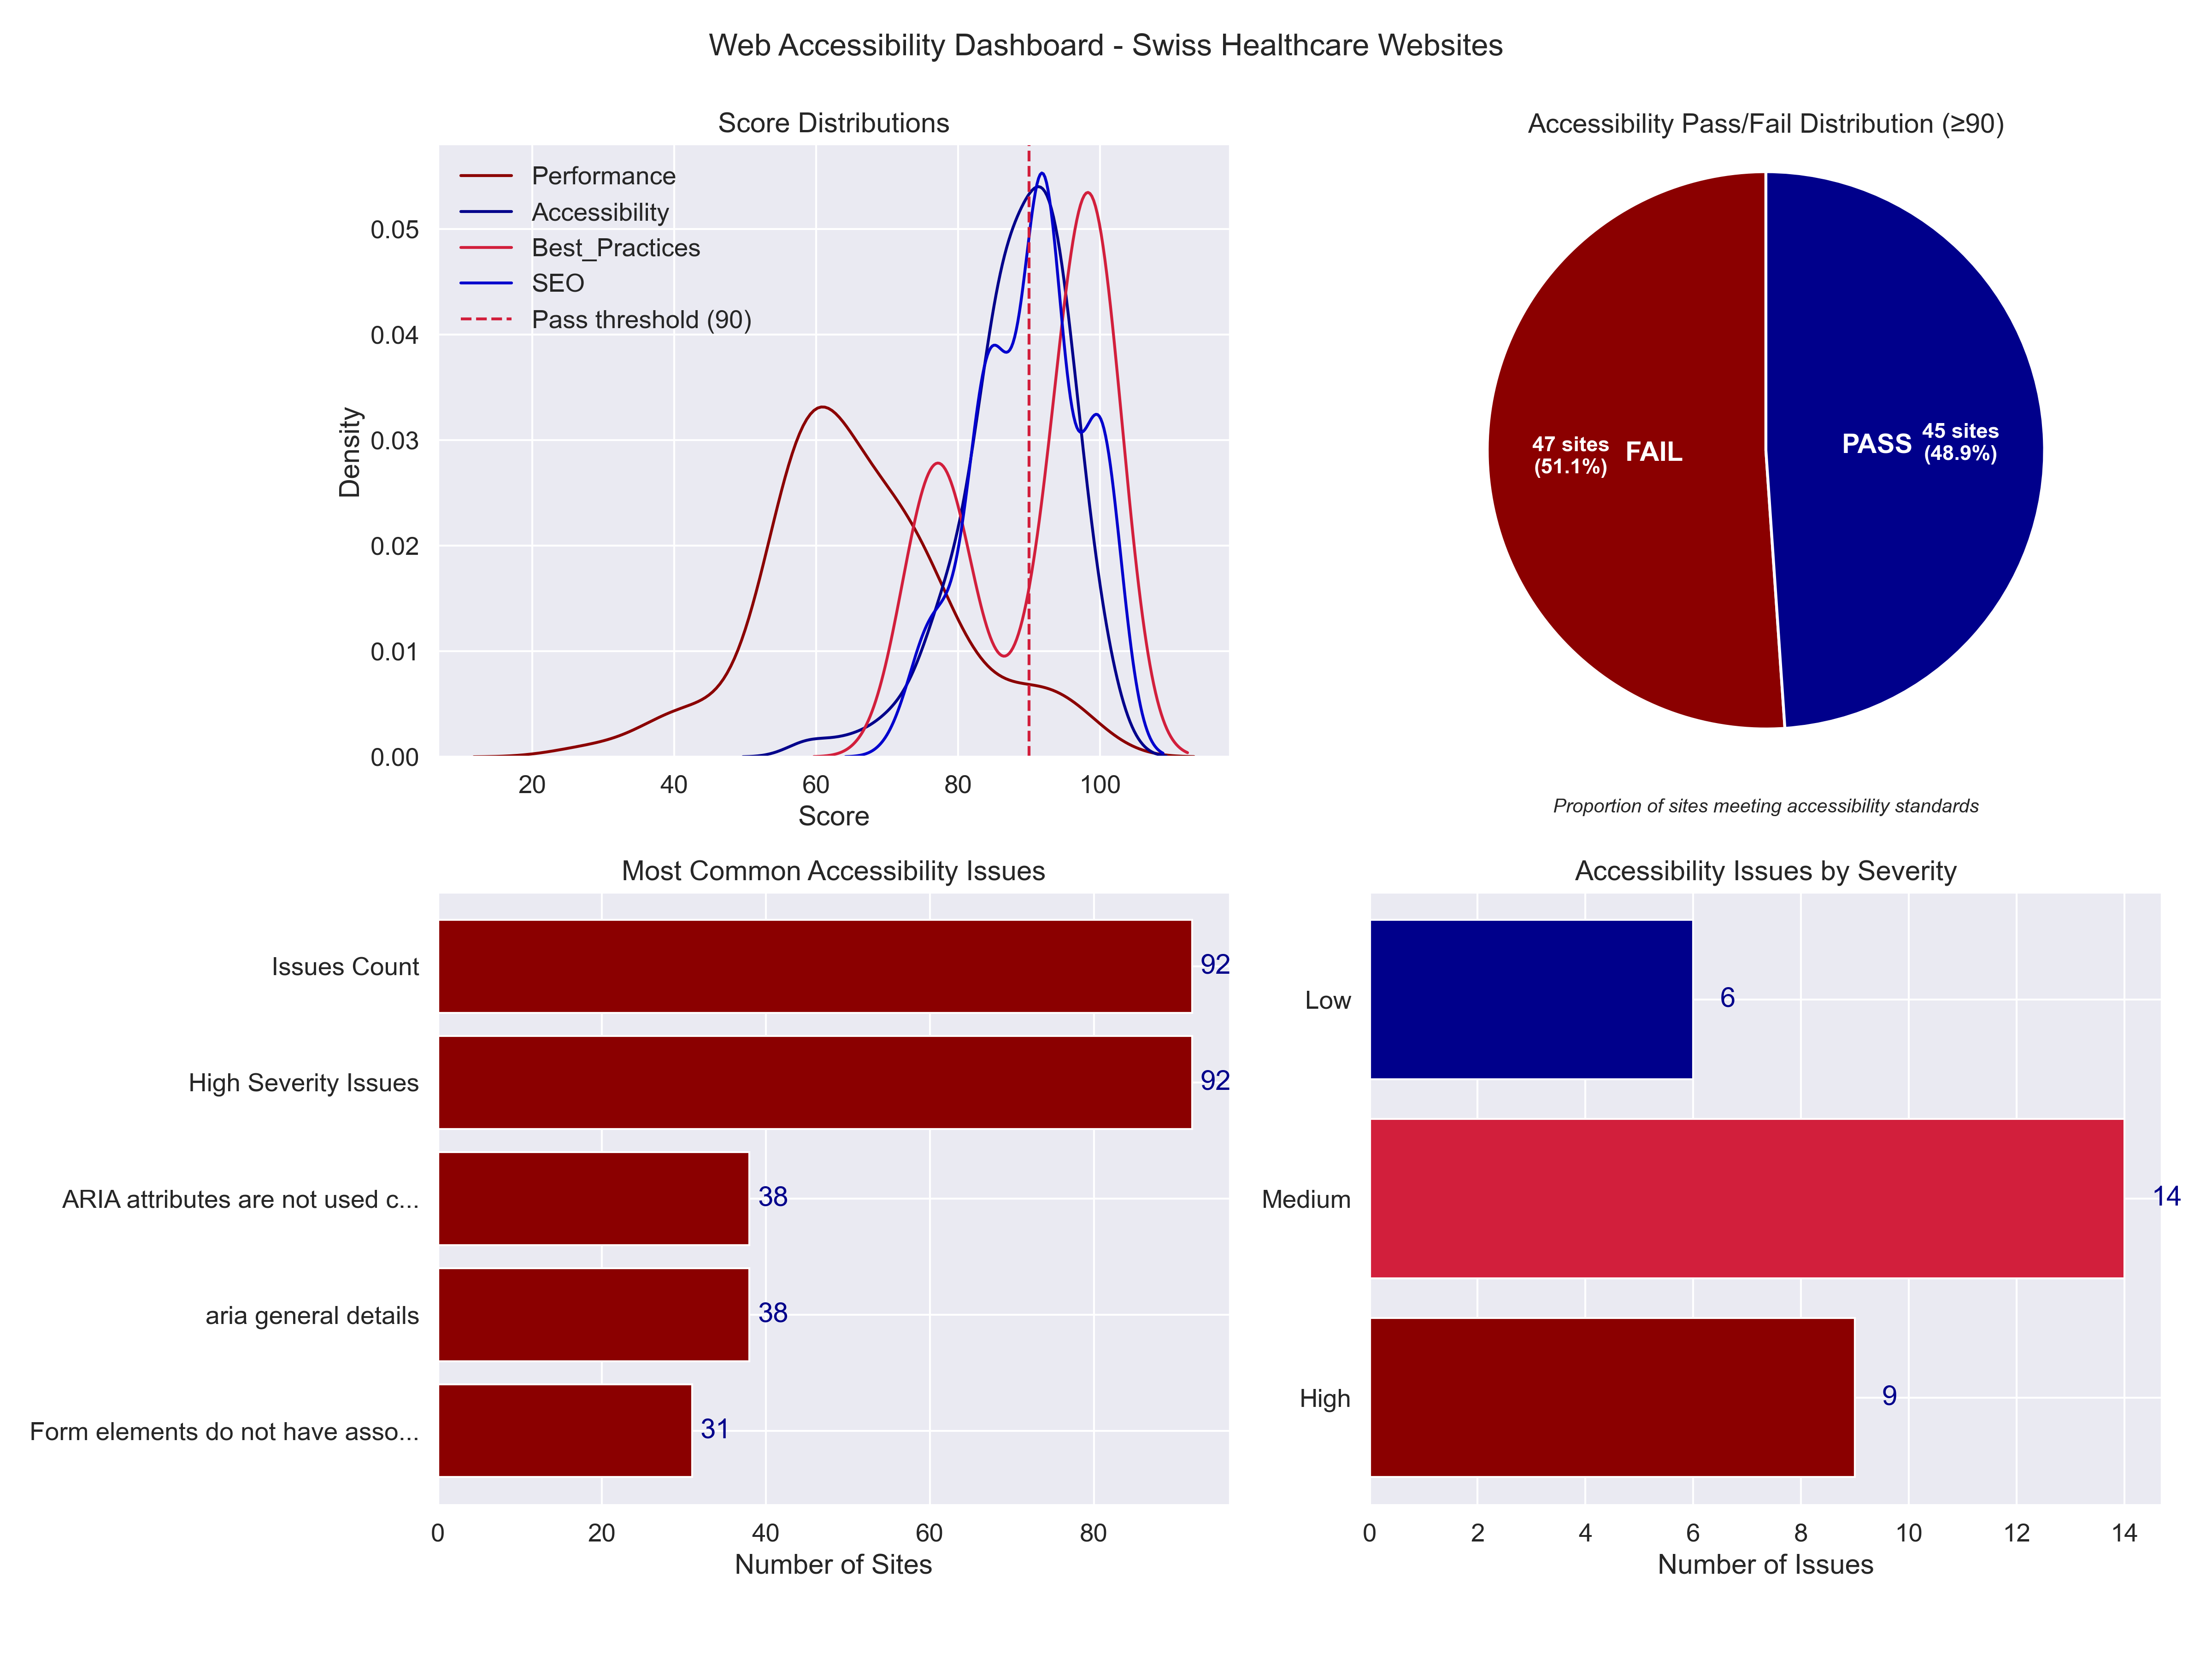 Web Accessibility Dashboard - Swiss Healthcare Websites
Score Distributions
Performance
Accessibility
Best_Practices
SEO
Pass threshold (90)
0.05
0.04
0.03
0.02
0.01
0.00
Density
20 40 60 80 100
Score
Accessibility Pass/Fail Distribution (≥90)
47 sites
(51.1%)
FAIL
PASS
45 sites
(48.9%)
Proportion of sites meeting accessibility standards
Most Common Accessibility Issues
Issues Count 92
High Severity Issues 92
ARIA attributes are not used c... 38
aria general details 38
Form elements do not have asso... 31
0 20 40 60 80
Number of Sites
Accessibility Issues by Severity
Low 6
Medium 14
High 9
0 2 4 6 8 10 12 14
Number of Issues